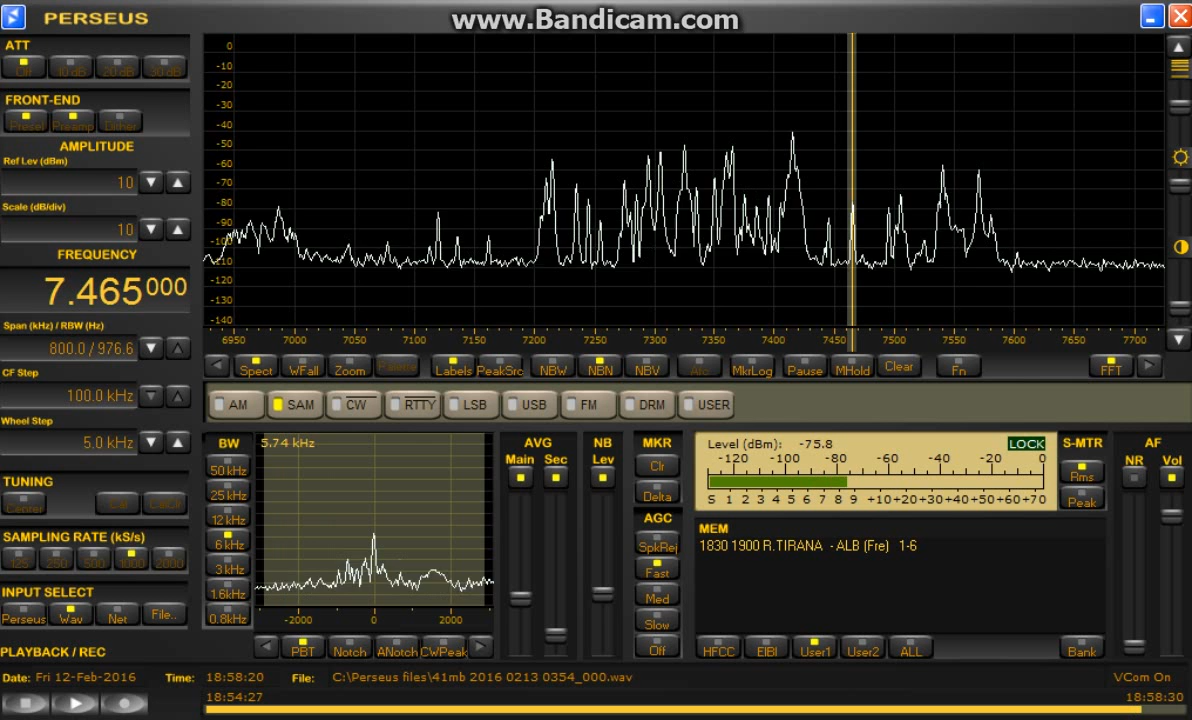 PERSEUS
www.Bandicam.com
ATT
Off 10 dB 20 dB 30 dB
FRONT-END
Presel Preamp Dither
AMPLITUDE
Ref Lev (dBm)
10
Scale (dB/div)
10
FREQUENCY
7.465000
Span (kHz) / RBW (Hz)
800.0 / 976.6
CF Step
100.0 kHz
Wheel Step
5.0 kHz
TUNING
Center Cal CalClr
SAMPLING RATE (kS/s)
125 250 500 1000 2000
INPUT SELECT
Perseus Wav Net File..
PLAYBACK / REC
0
-10
-20
-30
-40
-50
-60
-70
-80
-90
-100
-110
-120
-130
-140
6950 7000 7050 7100 7150 7200 7250 7300 7350 7400 7450 7500 7550 7600 7650 7700
Spect WFall Zoom Palette Labels PeakSrc NBW NBN NBV Afc MkrLog Pause MHold Clear Fn FFT
AM SAM CW RTTY LSB USB FM DRM USER
BW
50 kHz
25 kHz
12 kHz
6 kHz
3 kHz
1.6kHz
0.8kHz
5.74 kHz
-2000 0 2000
PBT Notch ANotch CWPeak
AVG
Main Sec
NB
Lev
MKR
Clr
Delta
AGC
SpkRej
Fast
Med
Slow
Off
Level (dBm): -75.8 LOCK
-120 -100 -80 -60 -40 -20 0
S 1 2 3 4 5 6 7 8 9 +10+20+30+40+50+60+70
S-MTR
Rms
Peak
AF
NR Vol
MEM
1830 1900 R.TIRANA - ALB (Fre) 1-6
HFCC EIBI User1 User2 ALL Bank
Date: Fri 12-Feb-2016 Time: 18:58:20 File: C:\Perseus files\41mb 2016 0213 0354_000.wav VCom On
18:54:27 18:58:30